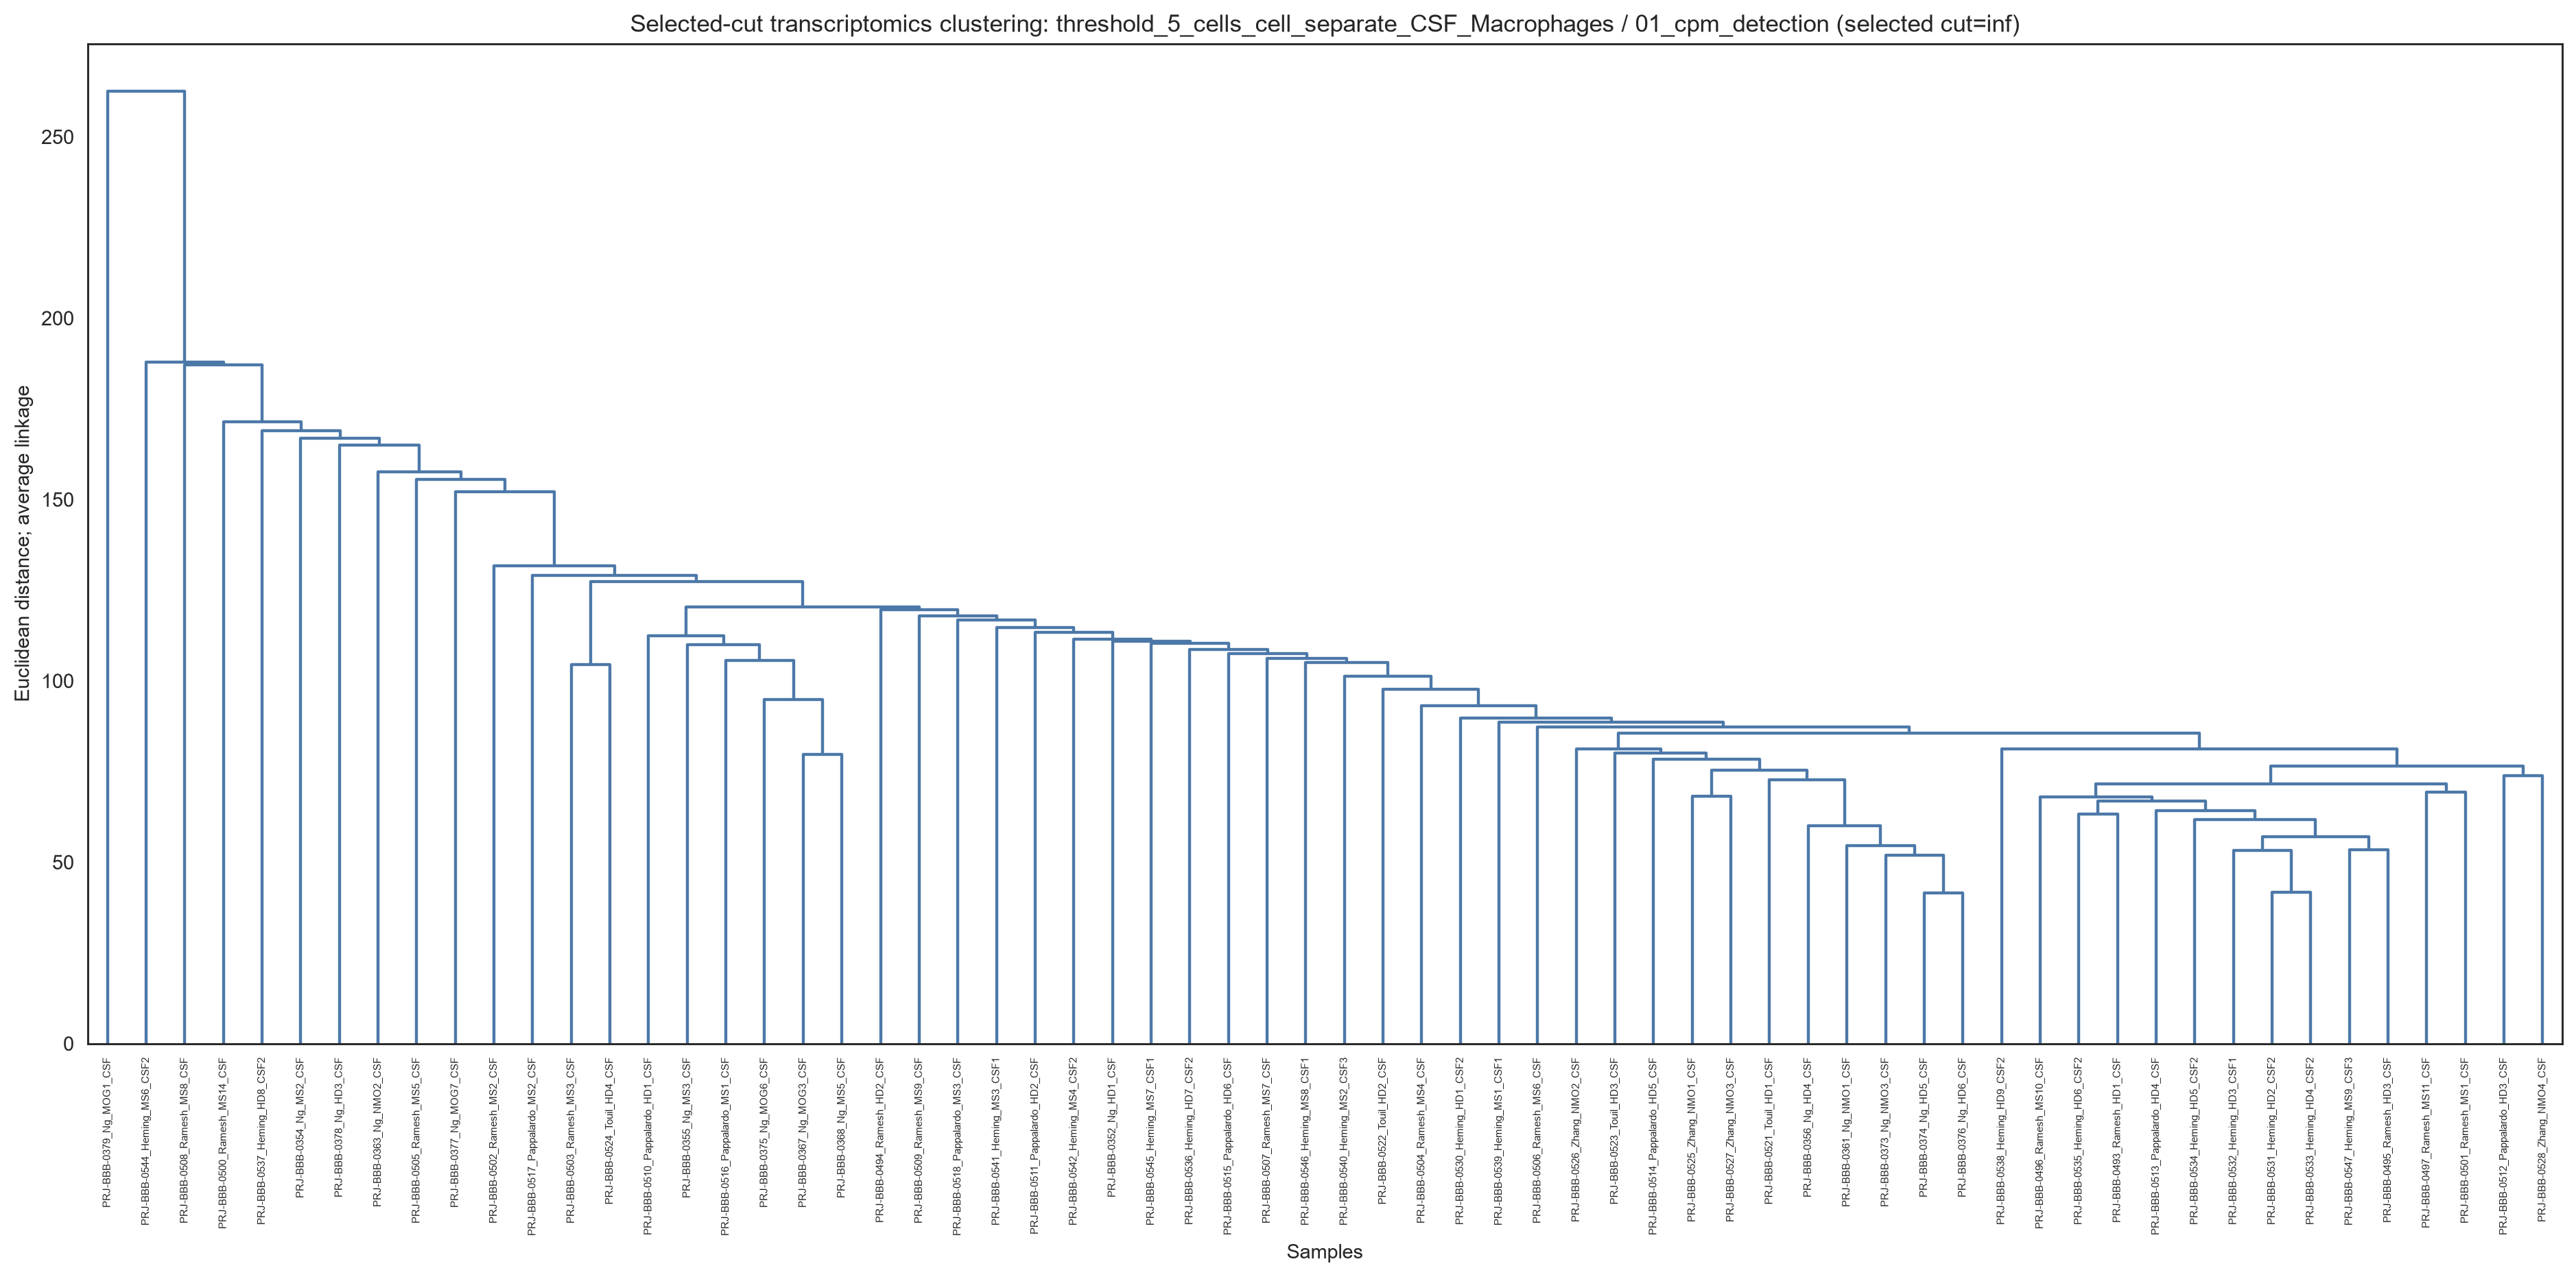 Selected-cut transcriptomics clustering: threshold_5_cells_cell_separate_CSF_Macrophages / 01_cpm_detection (selected cut=inf)
Euclidean distance; average linkage
250
200
150
100
50
0
PRJ-BBB-0379_Ng_MOG1_CSF
PRJ-BBB-0544_Heming_MS6_CSF2
PRJ-BBB-0508_Ramesh_MS8_CSF
PRJ-BBB-0500_Ramesh_MS14_CSF
PRJ-BBB-0537_Heming_HD8_CSF2
PRJ-BBB-0354_Ng_MS2_CSF
PRJ-BBB-0378_Ng_HD3_CSF
PRJ-BBB-0363_Ng_NMO2_CSF
PRJ-BBB-0505_Ramesh_MS5_CSF
PRJ-BBB-0377_Ng_MOG7_CSF
PRJ-BBB-0502_Ramesh_MS2_CSF
PRJ-BBB-0517_Pappalardo_MS2_CSF
PRJ-BBB-0503_Ramesh_MS3_CSF
PRJ-BBB-0524_Touil_HD4_CSF
PRJ-BBB-0510_Pappalardo_HD1_CSF
PRJ-BBB-0355_Ng_MS3_CSF
PRJ-BBB-0516_Pappalardo_MS1_CSF
PRJ-BBB-0375_Ng_MOG6_CSF
PRJ-BBB-0367_Ng_MOG3_CSF
PRJ-BBB-0368_Ng_MS5_CSF
PRJ-BBB-0494_Ramesh_HD2_CSF
PRJ-BBB-0509_Ramesh_MS9_CSF
PRJ-BBB-0518_Pappalardo_MS3_CSF
PRJ-BBB-0541_Heming_MS3_CSF1
PRJ-BBB-0511_Pappalardo_HD2_CSF
PRJ-BBB-0542_Heming_MS4_CSF2
PRJ-BBB-0352_Ng_HD1_CSF
PRJ-BBB-0545_Heming_MS7_CSF1
PRJ-BBB-0536_Heming_HD7_CSF2
PRJ-BBB-0515_Pappalardo_HD6_CSF
PRJ-BBB-0507_Ramesh_MS7_CSF
PRJ-BBB-0546_Heming_MS8_CSF1
PRJ-BBB-0540_Heming_MS2_CSF3
PRJ-BBB-0522_Touil_HD2_CSF
PRJ-BBB-0504_Ramesh_MS4_CSF
PRJ-BBB-0530_Heming_HD1_CSF2
PRJ-BBB-0539_Heming_MS1_CSF1
PRJ-BBB-0506_Ramesh_MS6_CSF
PRJ-BBB-0526_Zhang_NMO2_CSF
PRJ-BBB-0523_Touil_HD3_CSF
PRJ-BBB-0514_Pappalardo_HD5_CSF
PRJ-BBB-0525_Zhang_NMO1_CSF
PRJ-BBB-0527_Zhang_NMO3_CSF
PRJ-BBB-0521_Touil_HD1_CSF
PRJ-BBB-0356_Ng_HD4_CSF
PRJ-BBB-0361_Ng_NMO1_CSF
PRJ-BBB-0373_Ng_NMO3_CSF
PRJ-BBB-0374_Ng_HD5_CSF
PRJ-BBB-0376_Ng_HD6_CSF
PRJ-BBB-0538_Heming_HD9_CSF2
PRJ-BBB-0496_Ramesh_MS10_CSF
PRJ-BBB-0535_Heming_HD6_CSF2
PRJ-BBB-0493_Ramesh_HD1_CSF
PRJ-BBB-0513_Pappalardo_HD4_CSF
PRJ-BBB-0534_Heming_HD5_CSF2
PRJ-BBB-0532_Heming_HD3_CSF1
PRJ-BBB-0531_Heming_HD2_CSF2
PRJ-BBB-0533_Heming_HD4_CSF2
PRJ-BBB-0547_Heming_MS9_CSF3
PRJ-BBB-0495_Ramesh_HD3_CSF
PRJ-BBB-0497_Ramesh_MS11_CSF
PRJ-BBB-0501_Ramesh_MS1_CSF
PRJ-BBB-0512_Pappalardo_HD3_CSF
PRJ-BBB-0528_Zhang_NMO4_CSF
Samples